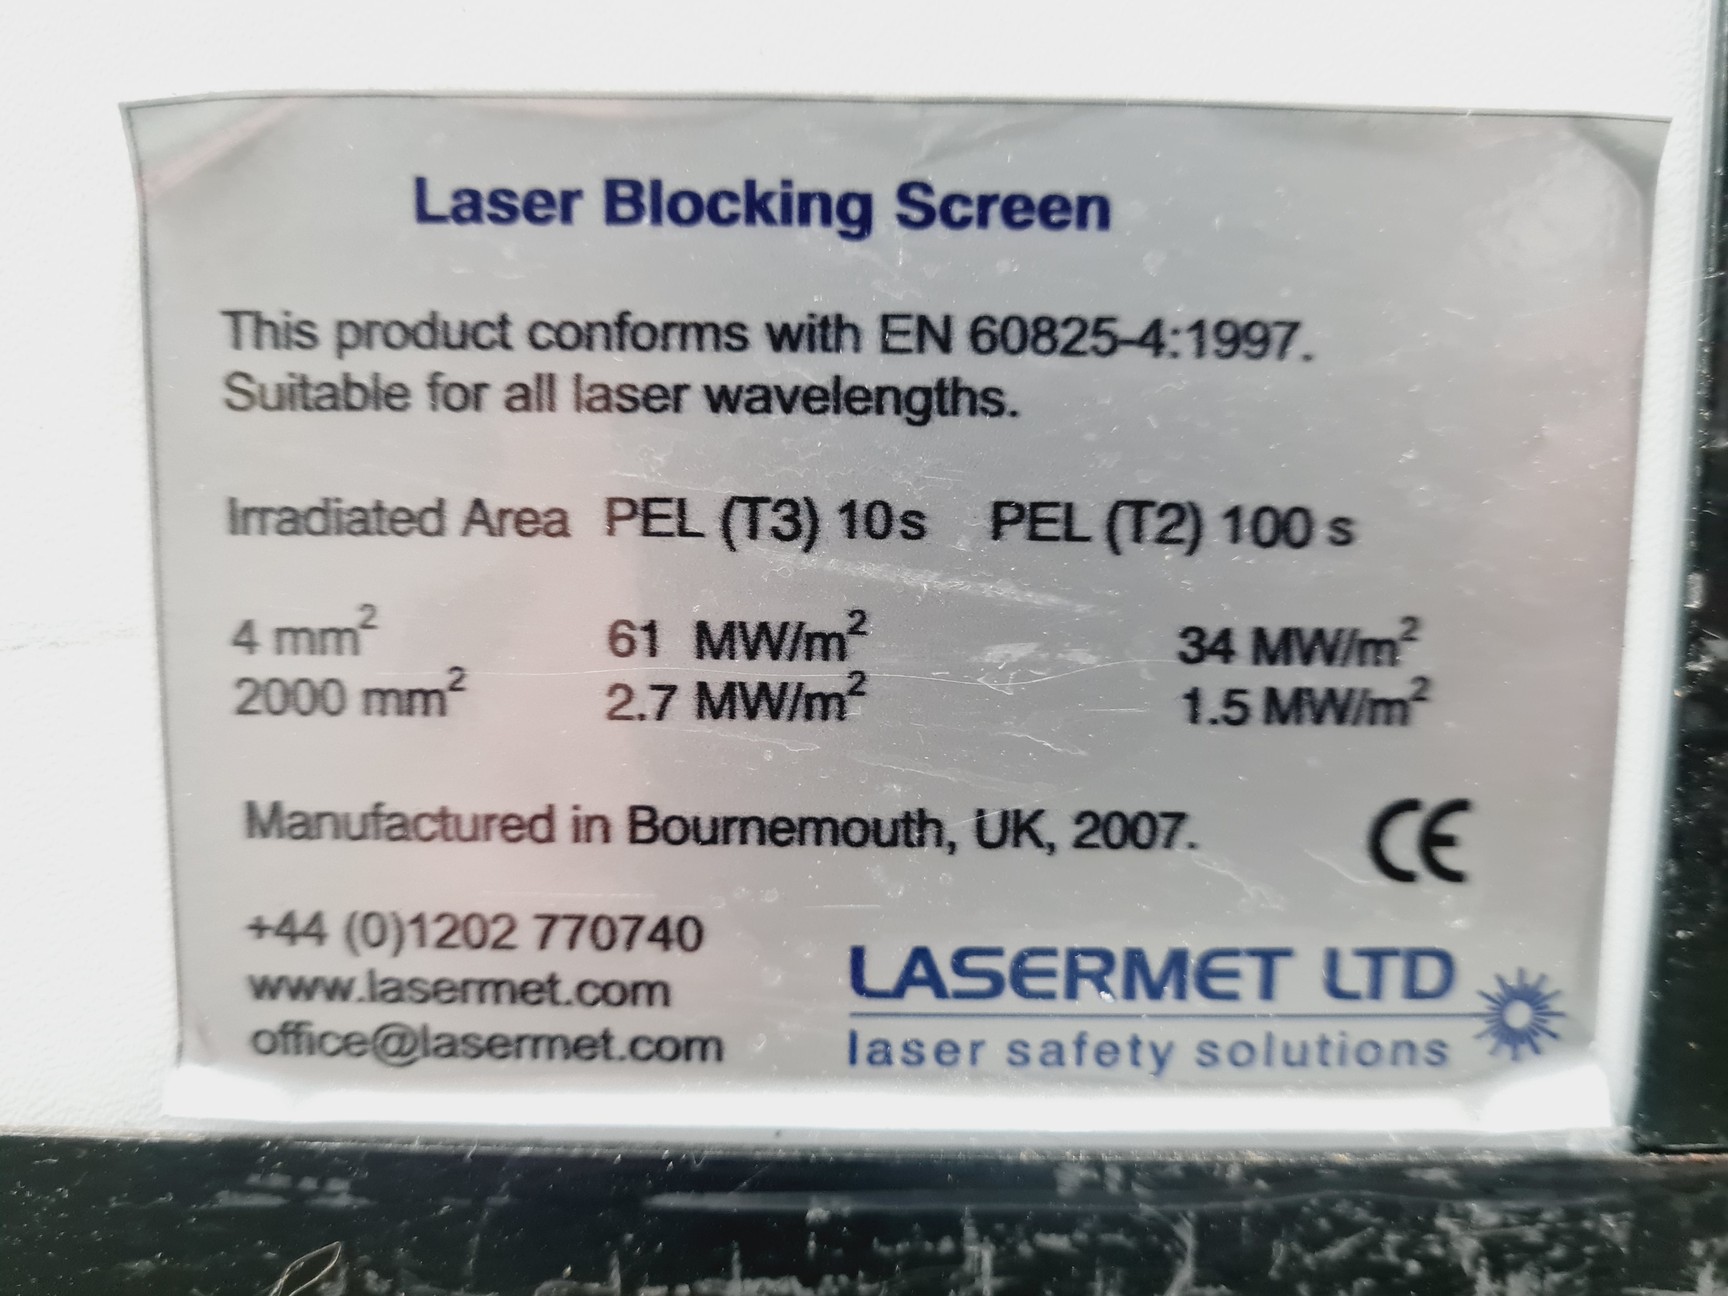 Laser Blocking Screen
This product conforms with EN 60825-4:1997.
Suitable for all laser wavelengths.
Irradiated Area PEL (T3) 10s PEL (T2) 100 s
4 mm² 61 MW/m² 34 MW/m²
2000 mm² 2.7 MW/m² 1.5 MW/m²
Manufactured in Bournemouth, UK, 2007. CE
+44 (0)1202 770740
www.lasermet.com
office@lasermet.com
LASERMET LTD
laser safety solutions